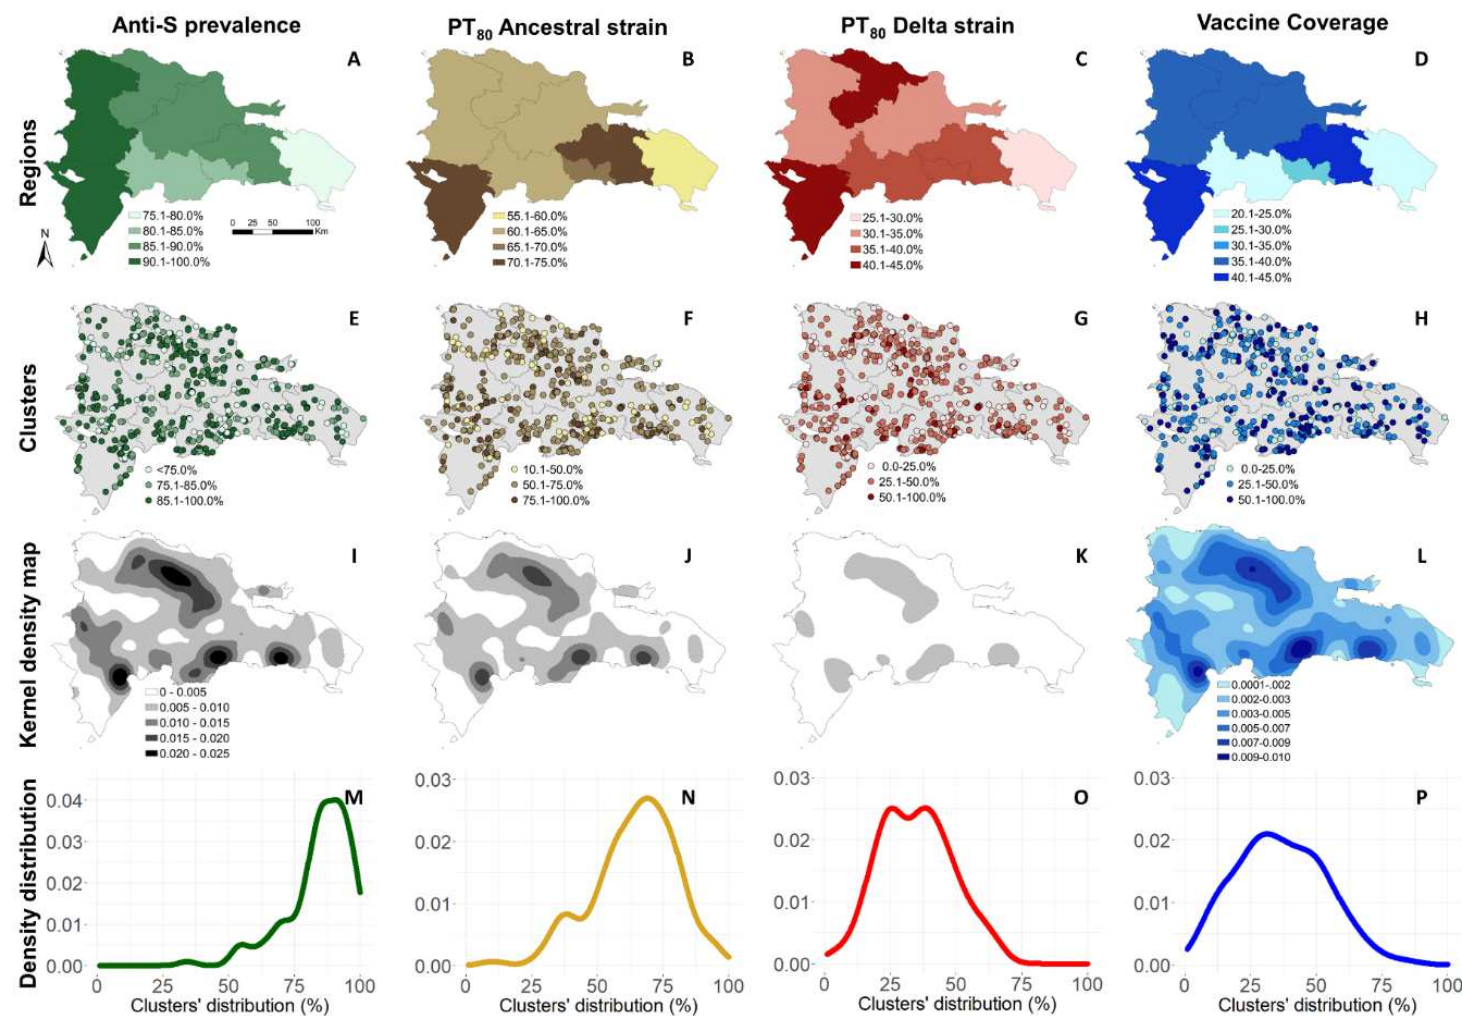 Anti-S prevalence
PT80 Ancestral strain
PT80 Delta strain
Vaccine Coverage
Regions
A
75.1-80.0%
80.1-85.0%
85.1-90.0%
90.1-100.0%
0 25 50 100
Km
N
B
55.1-60.0%
60.1-65.0%
65.1-70.0%
70.1-75.0%
C
25.1-30.0%
30.1-35.0%
35.1-40.0%
40.1-45.0%
D
20.1-25.0%
25.1-30.0%
30.1-35.0%
35.1-40.0%
40.1-45.0%
Clusters
E
<75.0%
75.1-85.0%
85.1-100.0%
F
10.1-50.0%
50.1-75.0%
75.1-100.0%
G
0.0-25.0%
25.1-50.0%
50.1-100.0%
H
0.0-25.0%
25.1-50.0%
50.1-100.0%
Kernel density map
I
0 - 0.005
0.005 - 0.010
0.010 - 0.015
0.015 - 0.020
0.020 - 0.025
J
K
L
0.0001-.002
0.002-0.003
0.003-0.005
0.005-0.007
0.007-0.009
0.009-0.010
Density distribution
M
0.04
0.03
0.02
0.01
0.00
0 25 50 75 100
Clusters' distribution (%)
N
0.03
0.02
0.01
0.00
0 25 50 75 100
Clusters' distribution (%)
O
0.03
0.02
0.01
0.00
0 25 50 75 100
Clusters' distribution (%)
P
0.03
0.02
0.01
0.00
0 25 50 75 100
Clusters' distribution (%)